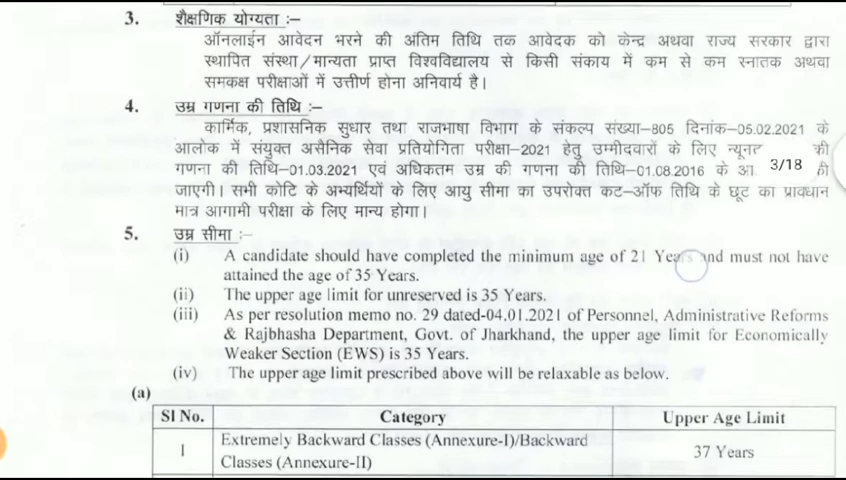 3. शैक्षणिक योग्यता :–
ऑनलाईन आवेदन भरने की अंतिम तिथि तक आवेदक को केन्द्र अथवा राज्य सरकार द्वारा
स्थापित संस्था/मान्यता प्राप्त विश्वविद्यालय से किसी संकाय में कम से कम स्नातक अथवा
समकक्ष परीक्षाओं में उत्तीर्ण होना अनिवार्य है।
4. उम्र गणना की तिथि :–
कार्मिक, प्रशासनिक सुधार तथा राजभाषा विभाग के संकल्प संख्या–805 दिनांक–05.02.2021 के
आलोक में संयुक्त असैनिक सेवा प्रतियोगिता परीक्षा–2021 हेतु उम्मीदवारों के लिए की
गणना की तिथि–01.03.2021 एवं अधिकतम उम्र की गणना की तिथि–01.08.2016 के
3/18
जाएगी। सभी कोटि के अभ्यर्थियों के लिए आयु सीमा का उपरोक्त कट–ऑफ तिथि के छूट का प्रावधान
मात्र आगामी परीक्षा के लिए मान्य होगा।
5. उम्र सीमा :–
(i) A candidate should have completed the minimum age of 21 Years and must not have
attained the age of 35 Years.
(ii) The upper age limit for unreserved is 35 Years.
(iii) As per resolution memo no. 29 dated-04.01.2021 of Personnel, Administrative Reforms
& Rajbhasha Department, Govt. of Jharkhand, the upper age limit for Economically
Weaker Section (EWS) is 35 Years.
(iv) The upper age limit prescribed above will be relaxable as below.
(a)
Sl No. Category Upper Age Limit
1 Extremely Backward Classes (Annexure-I)/Backward 37 Years
Classes (Annexure-II)